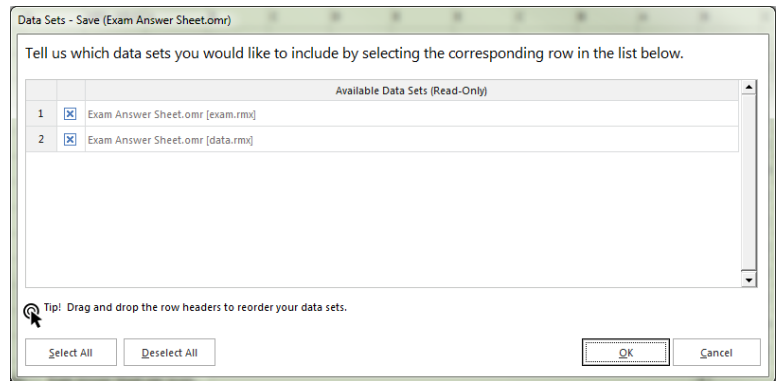 Data Sets - Save (Exam Answer Sheet.omr)
Tell us which data sets you would like to include by selecting the corresponding row in the list below.
Available Data Sets (Read-Only)
1 Exam Answer Sheet.omr [exam.rmx]
2 Exam Answer Sheet.omr [data.rmx]
Tip! Drag and drop the row headers to reorder your data sets.
Select All Deselect All OK Cancel